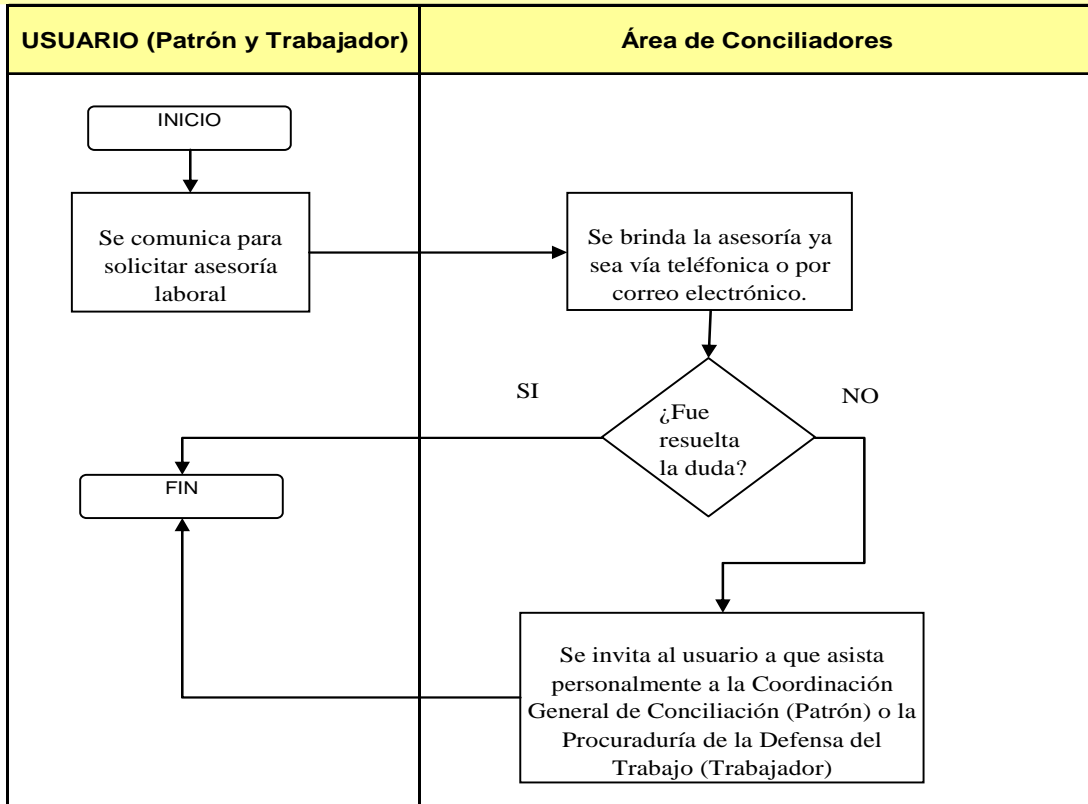 USUARIO (Patrón y Trabajador)
Área de Conciliadores
INICIO
Se comunica para
solicitar asesoría
laboral
Se brinda la asesoría ya
sea vía teléfonica o por
correo electrónico.
SI
NO
¿Fue
resuelta
la duda?
FIN
Se invita al usuario a que asista
personalmente a la Coordinación
General de Conciliación (Patrón) o la
Procuraduría de la Defensa del
Trabajo (Trabajador)